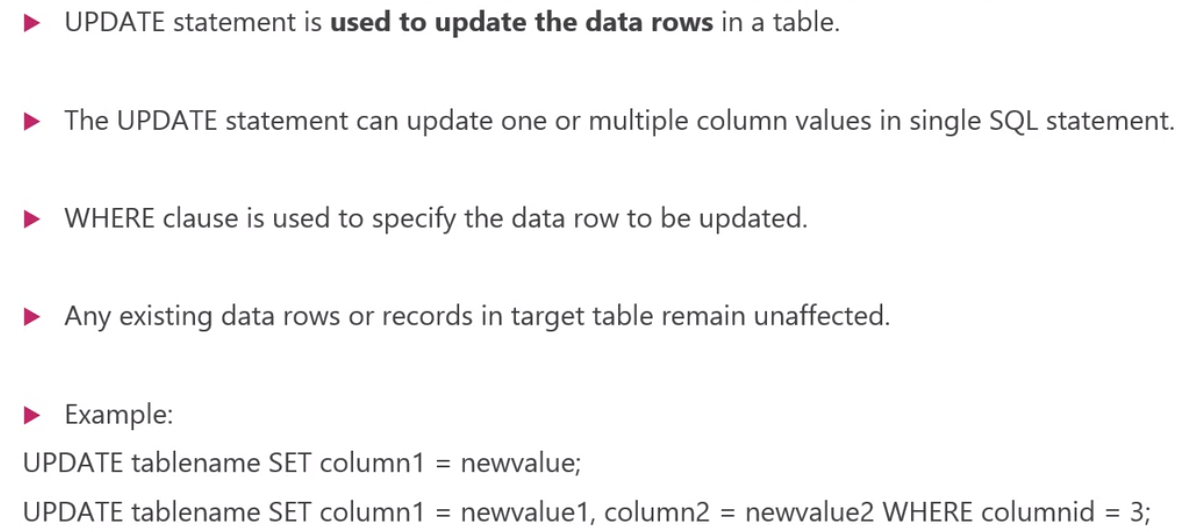 UPDATE statement is used to update the data rows in a table.
The UPDATE statement can update one or multiple column values in single SQL statement.
WHERE clause is used to specify the data row to be updated.
Any existing data rows or records in target table remain unaffected.
Example:
UPDATE tablename SET column1 = newvalue;
UPDATE tablename SET column1 = newvalue1, column2 = newvalue2 WHERE columnid = 3;